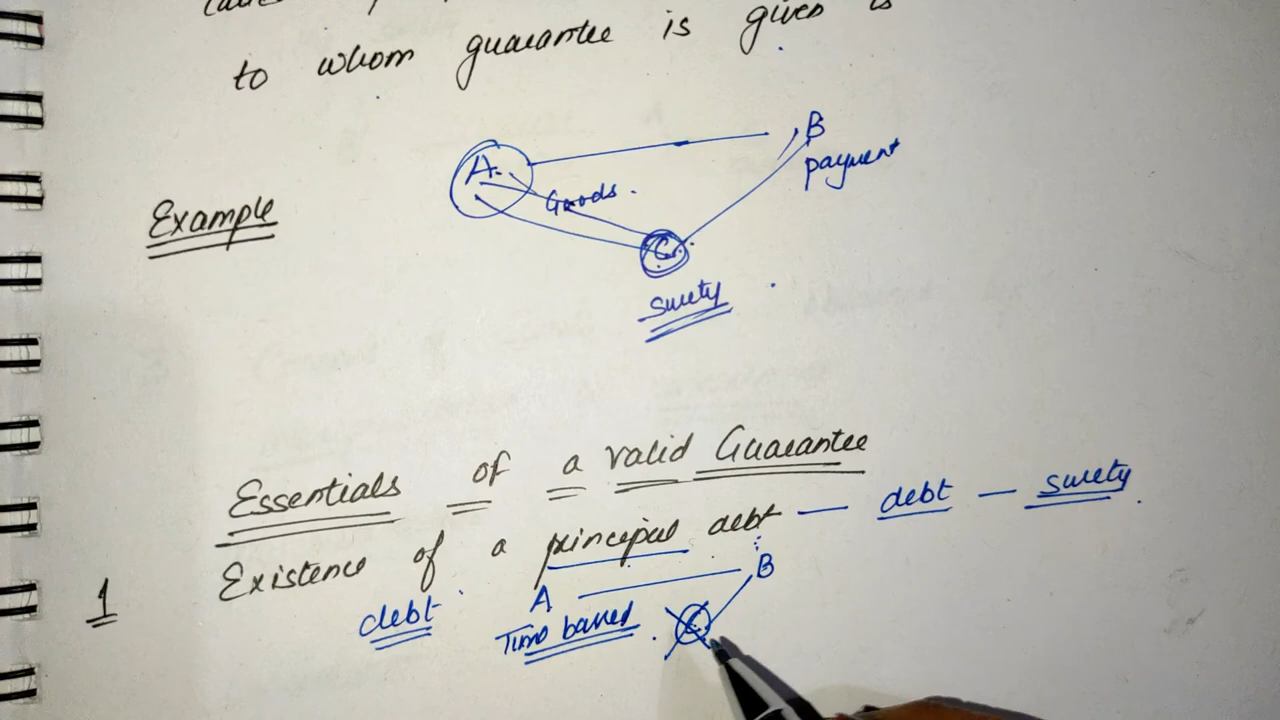 to whom guarantee is given is
A.
B
payment
Goods.
Example
C
Surety
Essentials of a valid Guarantee
1 Existence of a principal debt — debt — Surety
A B
debt Time barred.
C